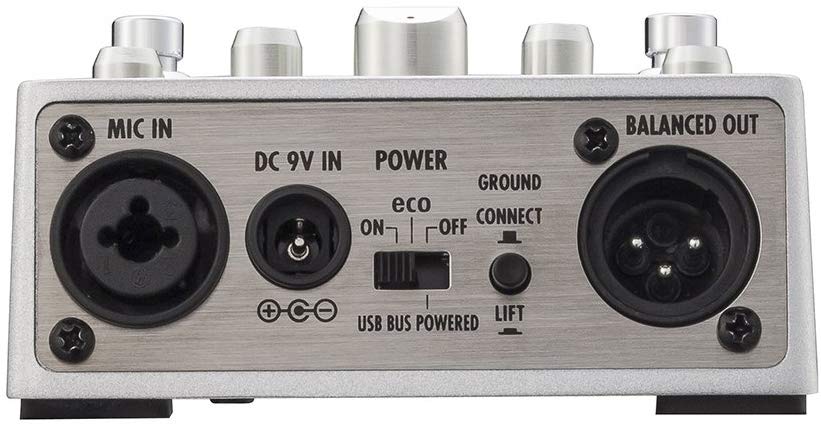 MIC IN
DC 9V IN
POWER
BALANCED OUT
GROUND
CONNECT
eco
ON
OFF
LIFT
USB BUS POWERED